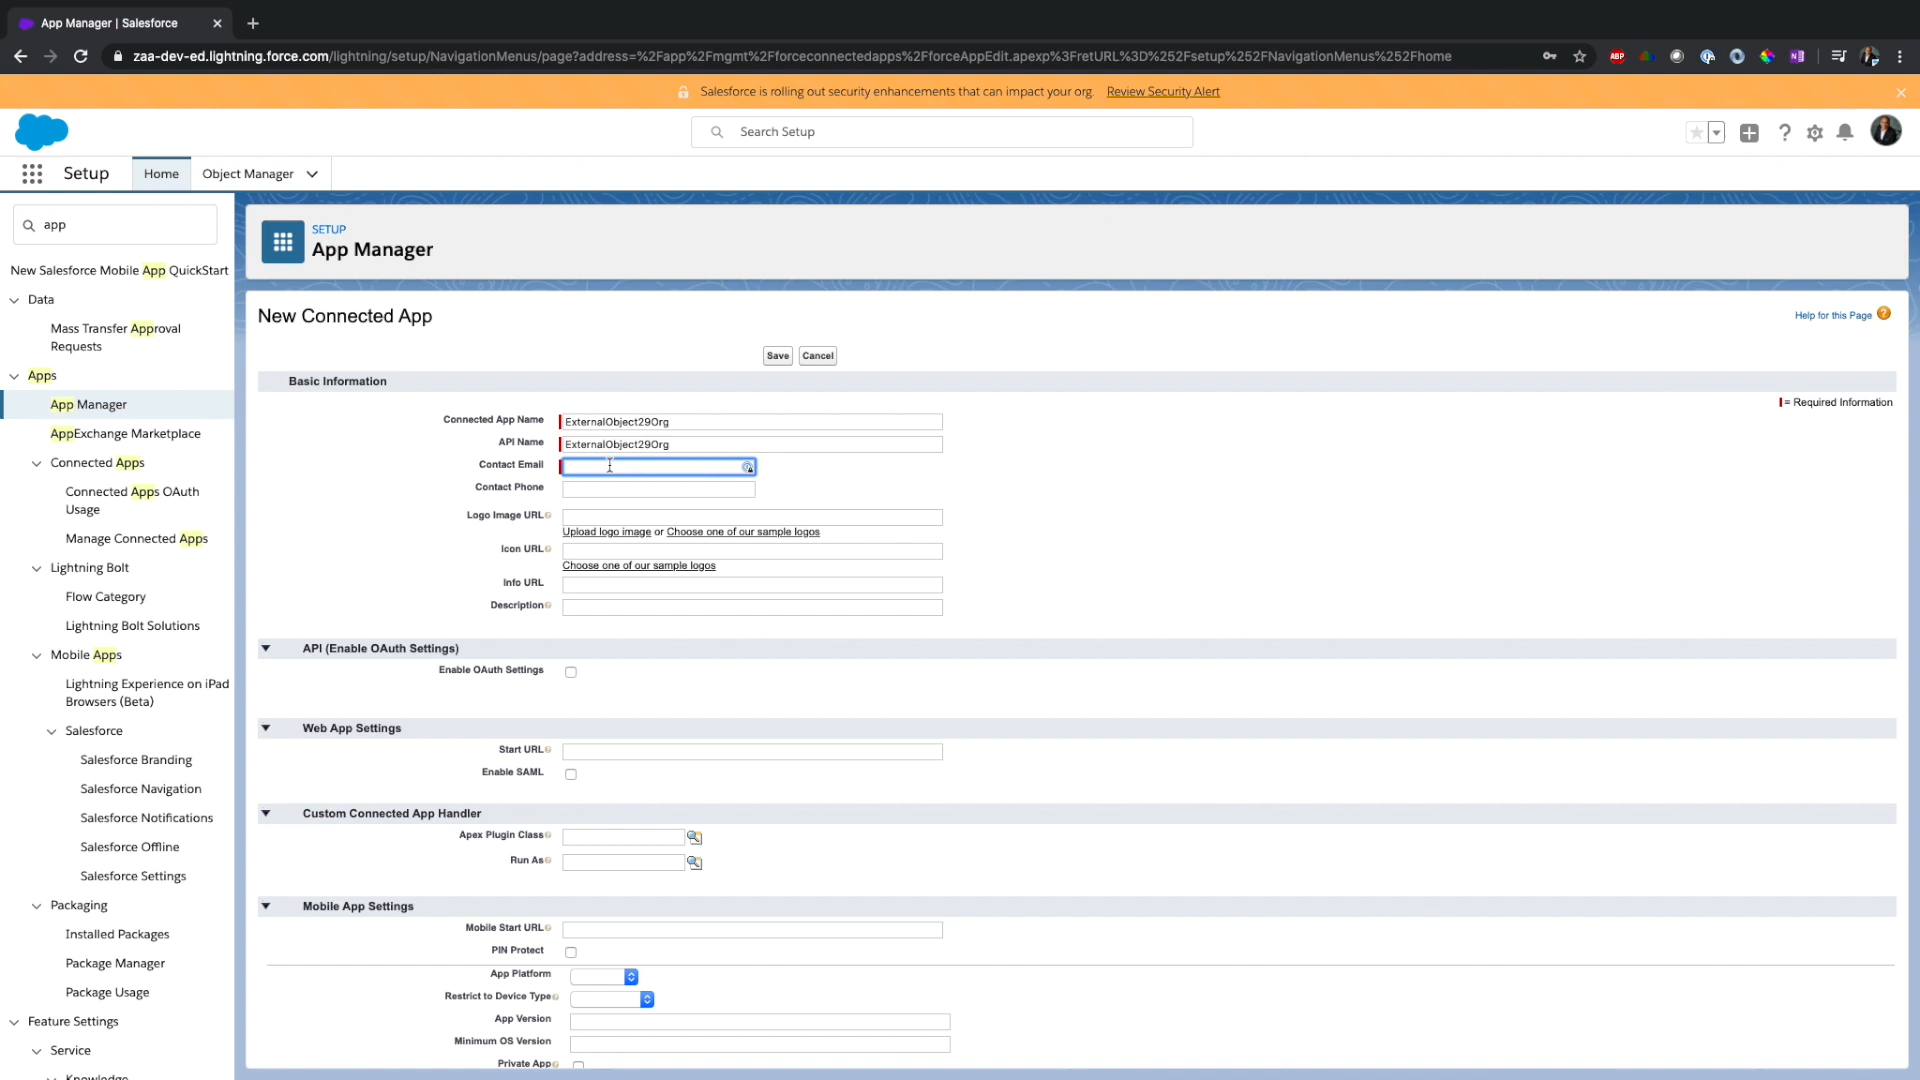 App Manager | Salesforce
zaa-dev-ed.lightning.force.com/lightning/setup/NavigationMenus/page?address=%2Fapp%2Fmgmt%2Fforceconnectedapps%2FforceAppEdit.apexp%3FretURL%3D%252Fsetup%252FNavigationMenus%252Fhome
ABP
Salesforce is rolling out security enhancements that can impact your org. Review Security Alert
Search Setup
Setup
Home
Object Manager
app
New Salesforce Mobile App QuickStart
Data
Mass Transfer Approval
Requests
Apps
App Manager
AppExchange Marketplace
Connected Apps
Connected Apps OAuth
Usage
Manage Connected Apps
Lightning Bolt
Flow Category
Lightning Bolt Solutions
Mobile Apps
Lightning Experience on iPad
Browsers (Beta)
Salesforce
Salesforce Branding
Salesforce Navigation
Salesforce Notifications
Salesforce Offline
Salesforce Settings
Packaging
Installed Packages
Package Manager
Package Usage
Feature Settings
Service
Knowledge
SETUP
App Manager
New Connected App
Help for this Page
Save Cancel
Basic Information
= Required Information
Connected App Name ExternalObject29Org
API Name ExternalObject29Org
Contact Email
Contact Phone
Logo Image URL
Upload logo image or Choose one of our sample logos
Icon URL
Choose one of our sample logos
Info URL
Description
API (Enable OAuth Settings)
Enable OAuth Settings
Web App Settings
Start URL
Enable SAML
Custom Connected App Handler
Apex Plugin Class
Run As
Mobile App Settings
Mobile Start URL
PIN Protect
App Platform
Restrict to Device Type
App Version
Minimum OS Version
Private App